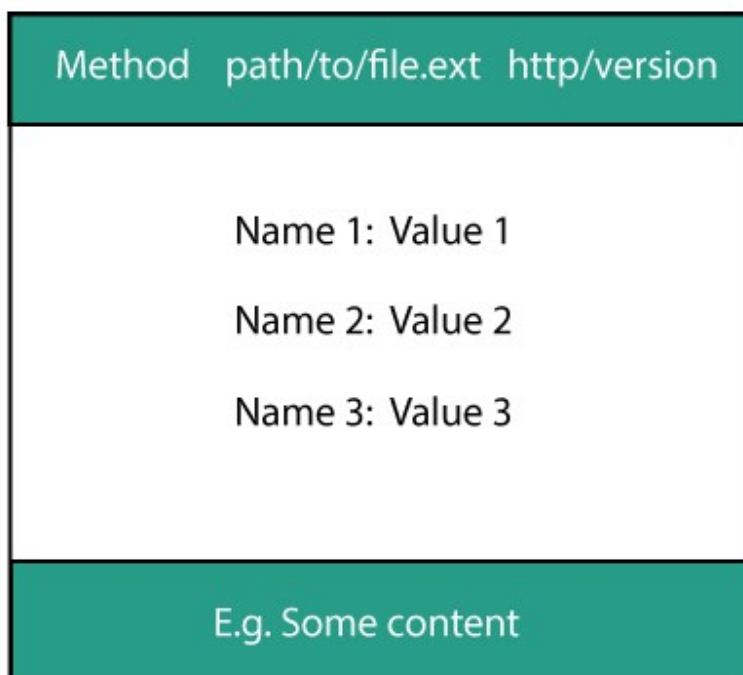 Method path/to/file.ext http/version
Name 1: Value 1
Name 2: Value 2
Name 3: Value 3
E.g. Some content